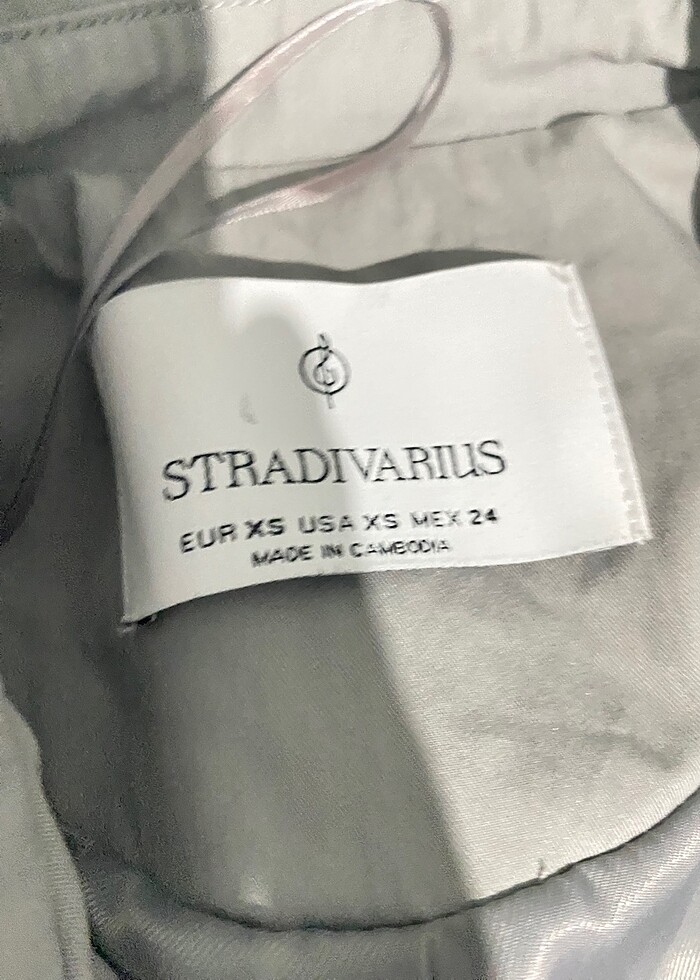 STRADIVARIUS
EUR XS USA XS MEX 24
MADE IN CAMBODIA